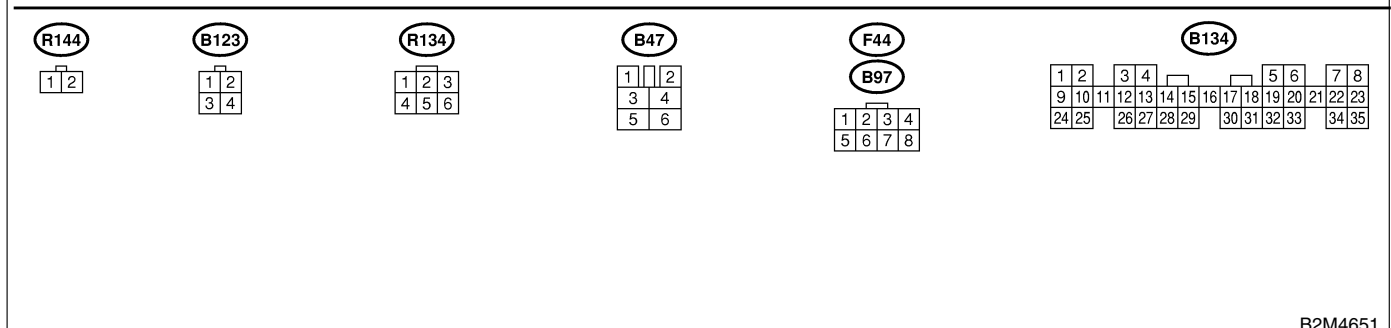 R144 B123 R134 B47 F44 B134
B97
1 2 1 2 1 2 3 1 2 1 2 3 4 5 6 7 8
3 4 4 5 6 3 4 9 10 11 12 13 14 15 16 17 18 19 20 21 22 23
5 6 1 2 3 4 24 25 26 27 28 29 30 31 32 33 34 35
5 6 7 8
B2M4651